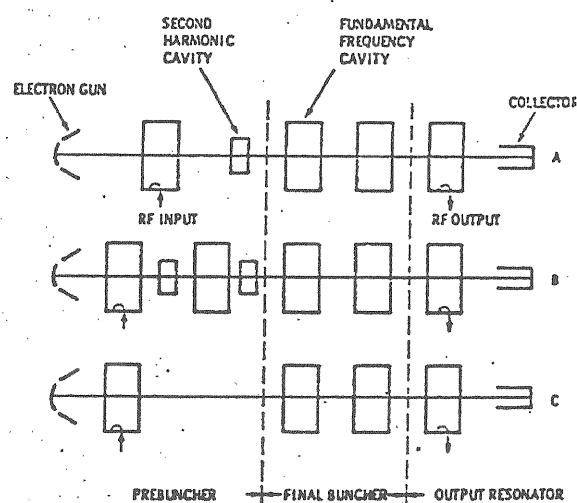 SECOND
HARMONIC
CAVITY
FUNDAMENTAL
FREQUENCY
CAVITY
ELECTRON GUN
COLLECTOR
A
RF INPUT
RF OUTPUT
B
C
PREBUNCHER
FINAL BUNCHER
OUTPUT RESONATOR